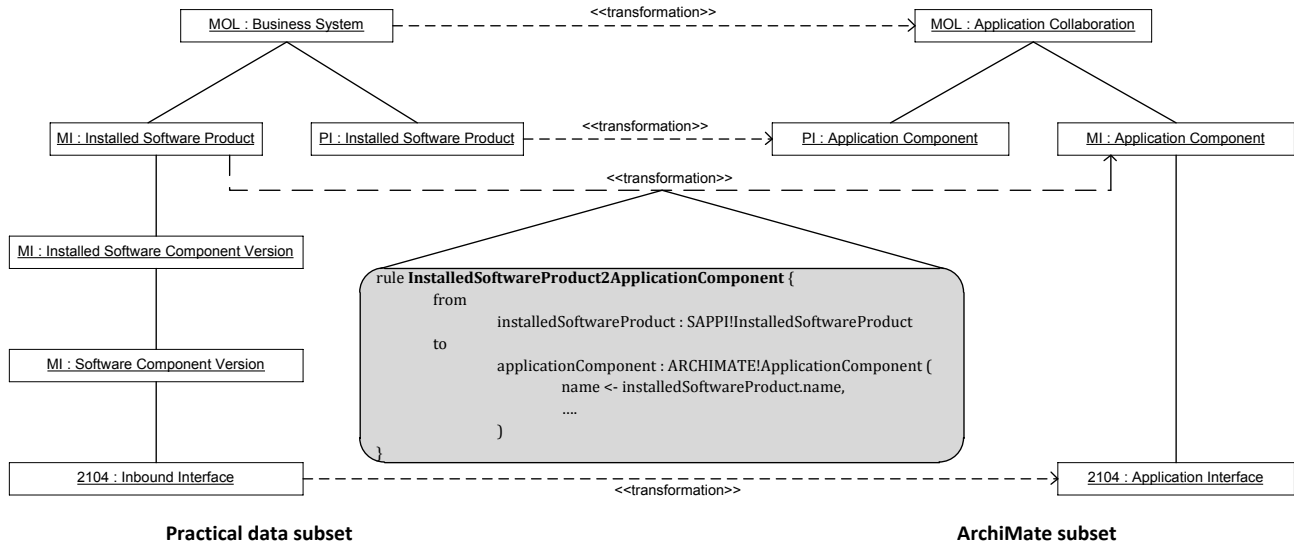 <<transformation>>
MOL : Business System
MOL : Application Collaboration
<<transformation>>
MI : Installed Software Product
PI : Installed Software Product
PI : Application Component
MI : Application Component
<<transformation>>
MI : Installed Software Component Version
rule InstalledSoftwareProduct2ApplicationComponent {
from
installedSoftwareProduct : SAPPI!InstalledSoftwareProduct
to
applicationComponent : ARCHIMATE!ApplicationComponent (
name <- installedSoftwareProduct.name,
....
)
}
MI : Software Component Version
2104 : Inbound Interface
2104 : Application Interface
<<transformation>>
Practical data subset
ArchiMate subset